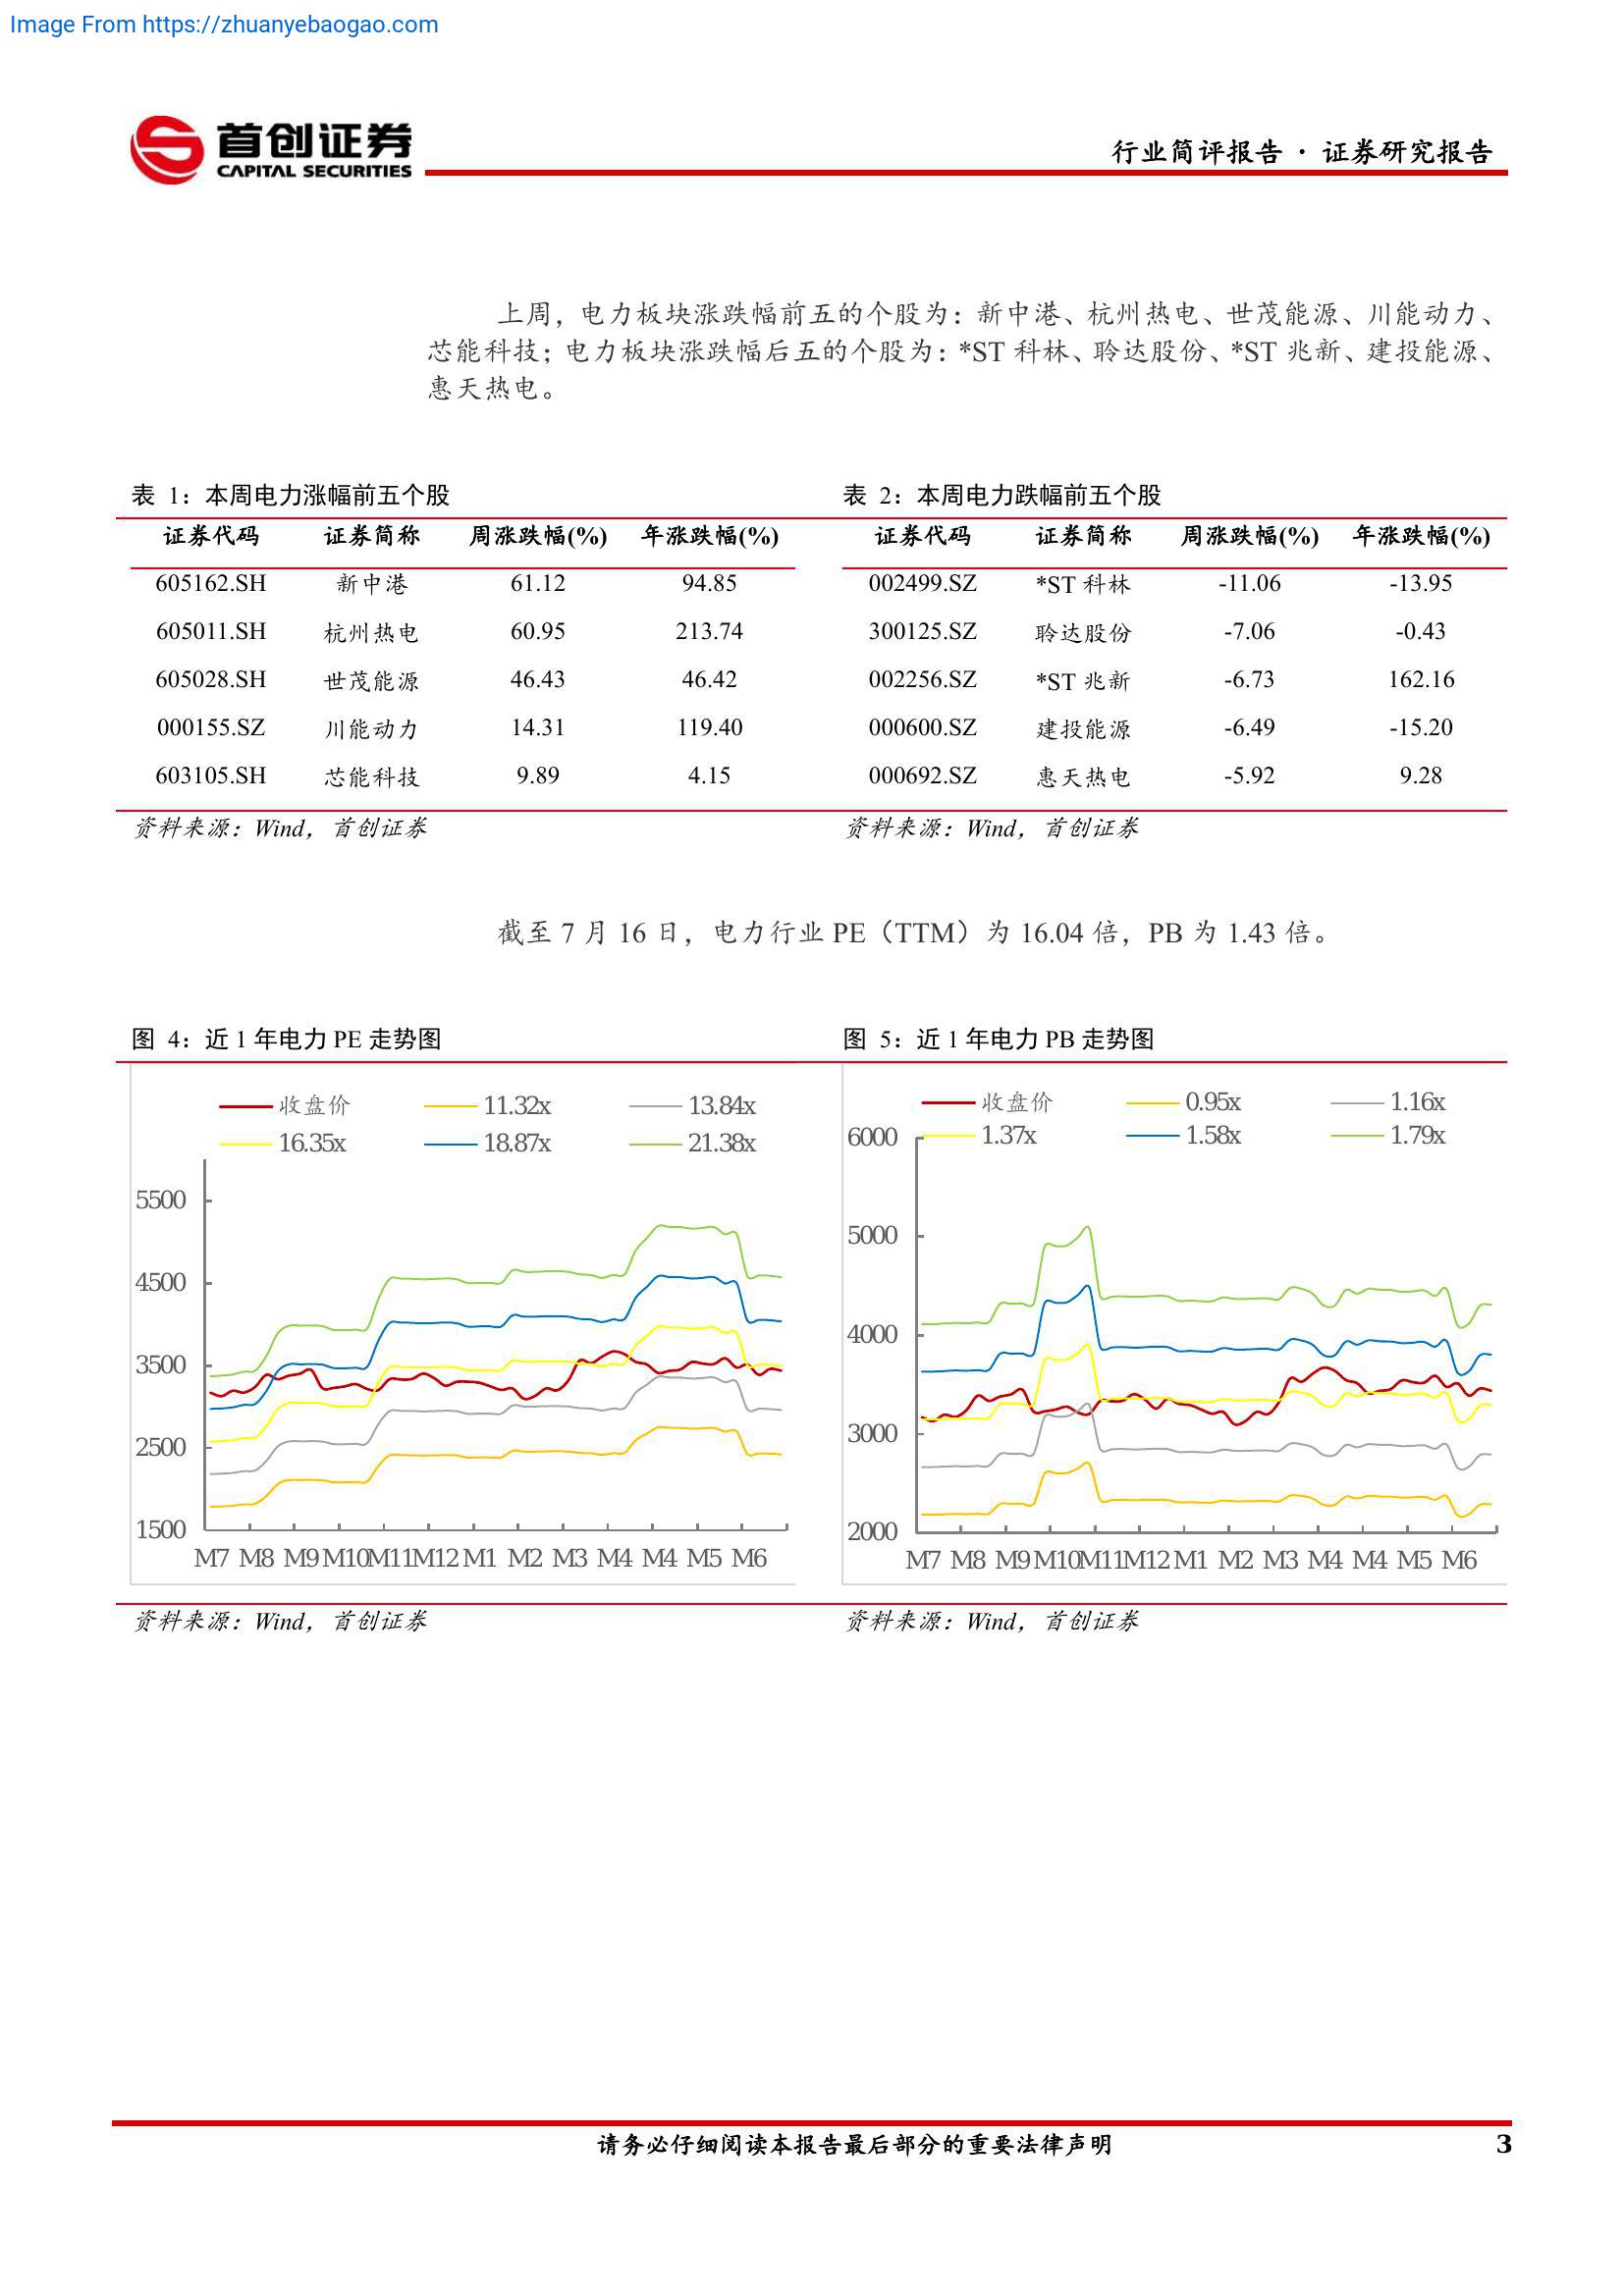 Image From https://zhuanyebaogao.com
首创证券
CAPITAL SECURITIES
行业简评报告 · 证券研究报告
上周，电力板块涨跌幅前五的个股为：新中港、杭州热电、世茂能源、川能动力、
芯能科技；电力板块涨跌幅后五的个股为：*ST 科林、聆达股份、*ST 兆新、建投能源、
惠天热电。
表 1：本周电力涨幅前五个股
证券代码 证券简称 周涨跌幅(%) 年涨跌幅(%)
605162.SH 新中港 61.12 94.85
605011.SH 杭州热电 60.95 213.74
605028.SH 世茂能源 46.43 46.42
000155.SZ 川能动力 14.31 119.40
603105.SH 芯能科技 9.89 4.15
资料来源：Wind，首创证券
表 2：本周电力跌幅前五个股
证券代码 证券简称 周涨跌幅(%) 年涨跌幅(%)
002499.SZ *ST 科林 -11.06 -13.95
300125.SZ 聆达股份 -7.06 -0.43
002256.SZ *ST 兆新 -6.73 162.16
000600.SZ 建投能源 -6.49 -15.20
000692.SZ 惠天热电 -5.92 9.28
资料来源：Wind，首创证券
截至 7 月 16 日，电力行业 PE（TTM）为 16.04 倍，PB 为 1.43 倍。
图 4：近 1 年电力 PE 走势图
收盘价 11.32x 13.84x
16.35x 18.87x 21.38x
5500
4500
3500
2500
1500
M7 M8 M9 M10 M11 M12 M1 M2 M3 M4 M4 M5 M6
资料来源：Wind，首创证券
图 5：近 1 年电力 PB 走势图
收盘价 0.95x 1.16x
1.37x 1.58x 1.79x
6000
5000
4000
3000
2000
M7 M8 M9 M10 M11 M12 M1 M2 M3 M4 M4 M5 M6
资料来源：Wind，首创证券
请务必仔细阅读本报告最后部分的重要法律声明 3